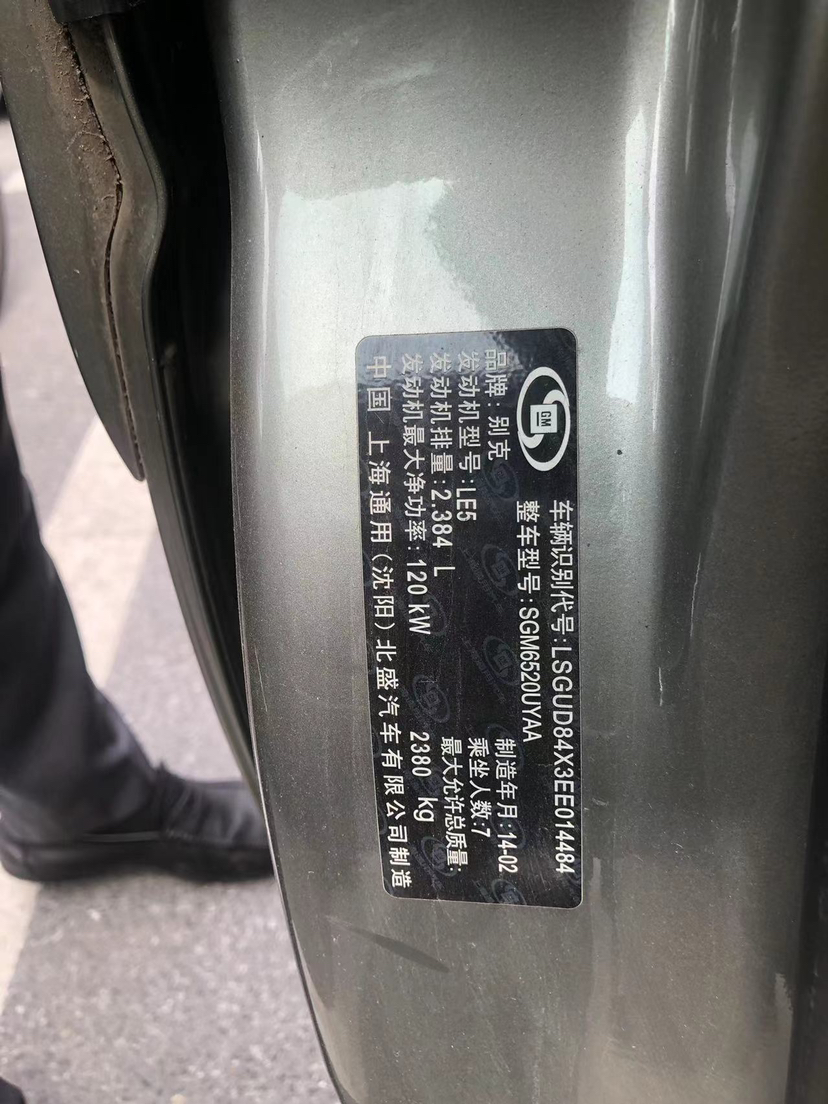 GM
车辆识别代号:LSGUD84X3EE014484
整车型号:SGM6520UYAA
品牌:别克 制造年月:14-02
发动机型号:LE5 乘坐人数:7
发动机排量:2.384 L 最大允许总质量:
发动机最大净功率:120 kW 2380 kg
中国 上海通用(沈阳)北盛汽车有限公司制造